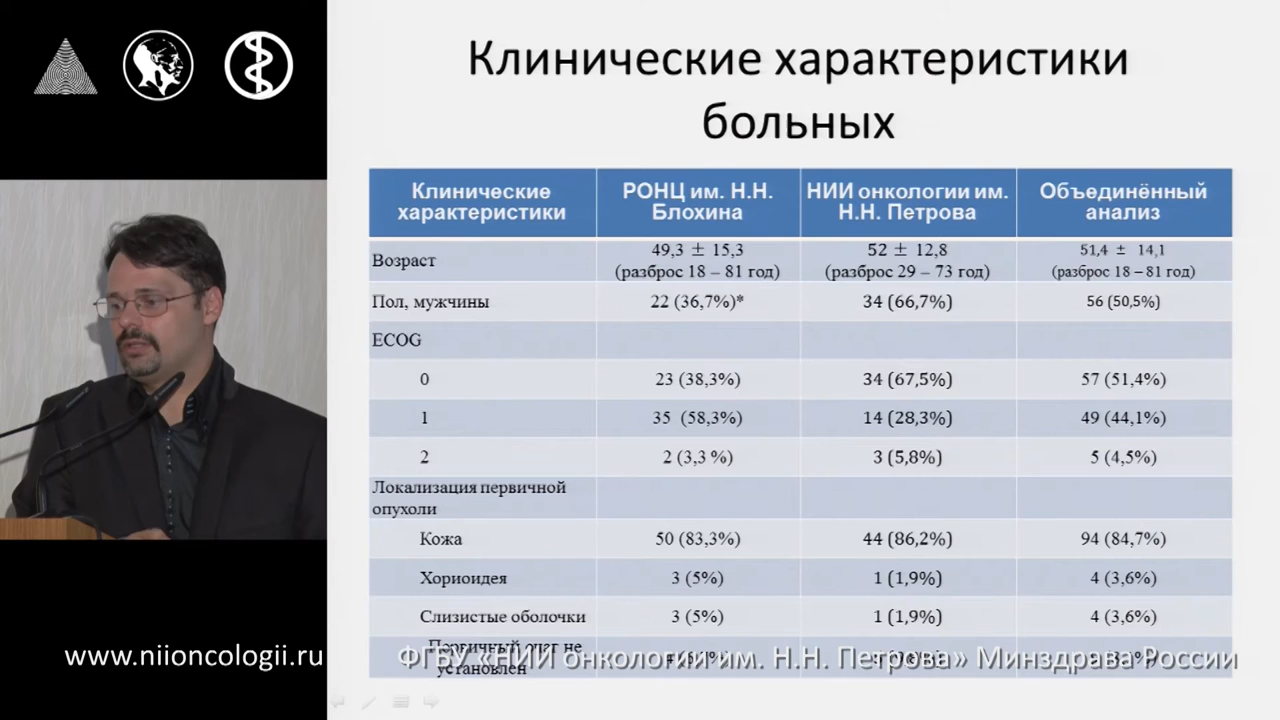 Клинические характеристики
больных
Клинические характеристики
РОНЦ им. Н.Н. Блохина
НИИ онкологии им. Н.Н. Петрова
Объединённый анализ
Возраст
49,3 ± 15,3
(разброс 18 – 81 год)
52 ± 12,8
(разброс 29 – 73 год)
51,4 ± 14,1
(разброс 18 – 81 год)
Пол, мужчины 22 (36,7%)* 34 (66,7%) 56 (50,5%)
ECOG
0 23 (38,3%) 34 (67,5%) 57 (51,4%)
1 35 (58,3%) 14 (28,3%) 49 (44,1%)
2 2 (3,3 %) 3 (5,8%) 5 (4,5%)
Локализация первичной
опухоли
Кожа 50 (83,3%) 44 (86,2%) 94 (84,7%)
Хориоидея 3 (5%) 1 (1,9%) 4 (3,6%)
Слизистые оболочки 3 (5%) 1 (1,9%) 4 (3,6%)
Первичный очаг не
установлен
www.niioncologii.ru
ФГБУ «НИИ онкологии им. Н.Н. Петрова» Минздрава России